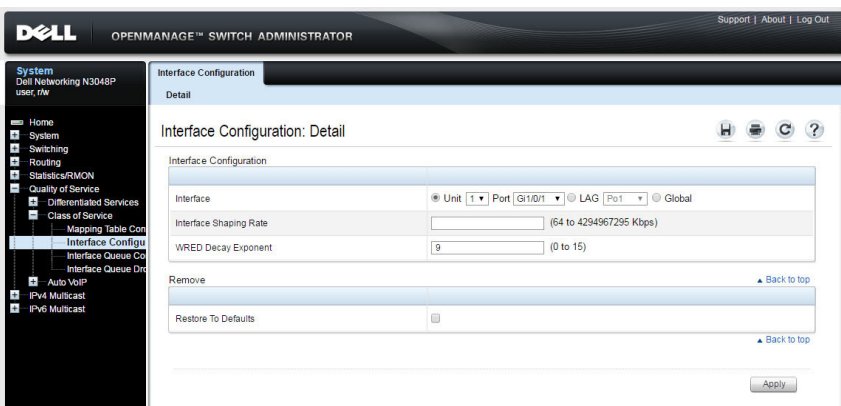 Support | About | Log Out
DELL OPENMANAGE™ SWITCH ADMINISTRATOR
System
Dell Networking N3048P
user, r/w
Home
System
Switching
Routing
Statistics/RMON
Quality of Service
Differentiated Services
Class of Service
Mapping Table Con
Interface Configu
Interface Queue Co
Interface Queue Dro
Auto VoIP
IPv4 Multicast
IPv6 Multicast
Interface Configuration
Detail
Interface Configuration: Detail
Interface Configuration
Interface Unit 1 Port Gi1/0/1 LAG Po1 Global
Interface Shaping Rate (64 to 4294967295 Kbps)
WRED Decay Exponent 9 (0 to 15)
Remove Back to top
Restore To Defaults
Back to top
Apply